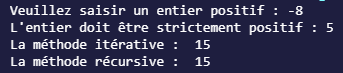 Veuillez saisir un entier positif : -8
L'entier doit être strictement positif : 5
La méthode itérative :  15
La méthode récursive :  15